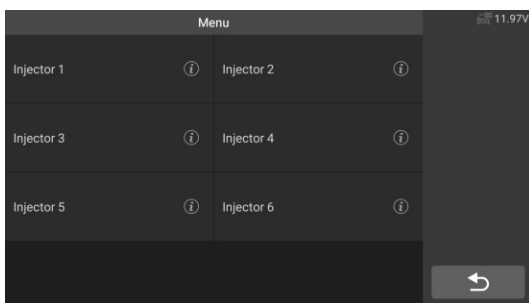 Menu
11.97V
Injector 1
Injector 2
Injector 3
Injector 4
Injector 5
Injector 6